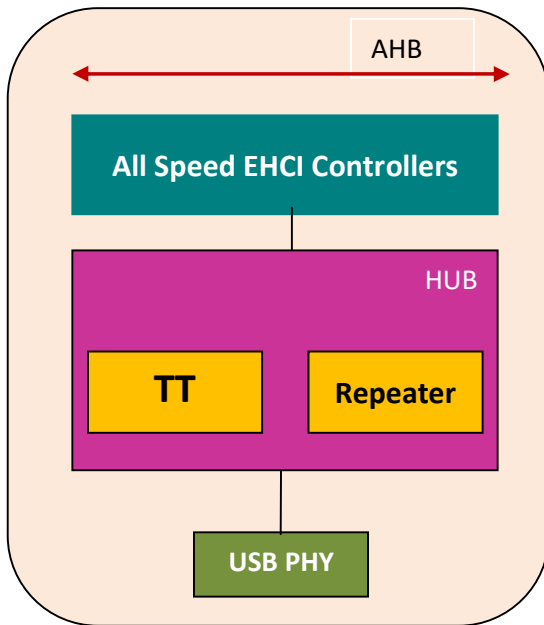 AHB
All Speed EHCI Controllers
HUB
TT
Repeater
USB PHY